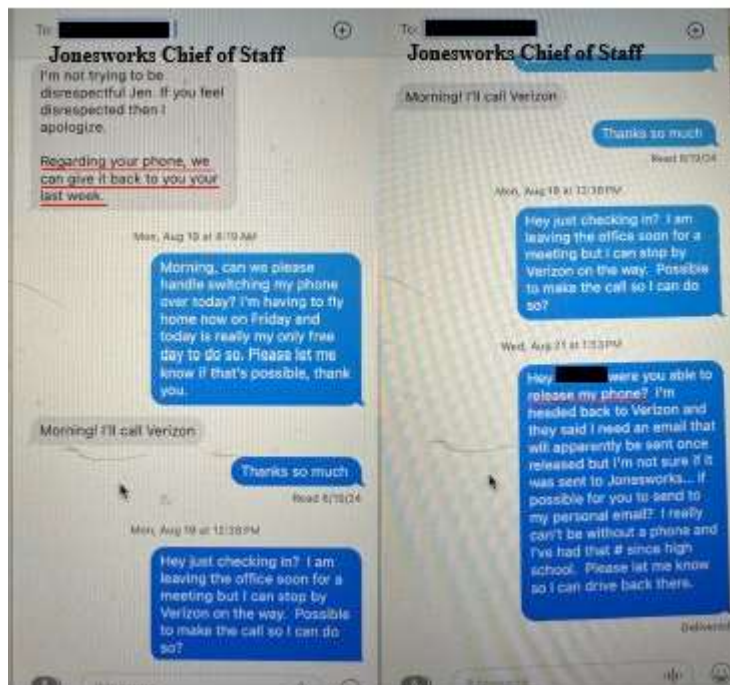 To:
Jonesworks Chief of Staff
I'm not trying to be
disrespectful Jen. If you feel
disrespected then I
apologize.
Regarding your phone, we
can give it back to you your
last week.
Mon, Aug 19 at 8:19 AM
Morning, can we please
handle switching my phone
over today? I'm having to fly
home now on Friday and
today is really my only free
day to do so. Please let me
know if that's possible, thank
you.
Morning! I'll call Verizon
Thanks so much
Read 8/19/24
Mon, Aug 19 at 12:38 PM
Hey just checking in? I am
leaving the office soon for a
meeting but I can stop by
Verizon on the way. Possible
to make the call so I can do
so?
To:
Jonesworks Chief of Staff
Morning! I'll call Verizon
Thanks so much
Read 8/19/24
Mon, Aug 19 at 12:38 PM
Hey just checking in? I am
leaving the office soon for a
meeting but I can stop by
Verizon on the way. Possible
to make the call so I can do
so?
Wed, Aug 21 at 1:53 PM
Hey were you able to
release my phone? I'm
headed back to Verizon and
they said I need an email that
will apparently be sent once
released but I'm not sure if it
was sent to Jonesworks... if
possible for you to send to
my personal email? I really
can't be without a phone and
I've had that # since high
school. Please let me know
so I can drive back there.
Delivered